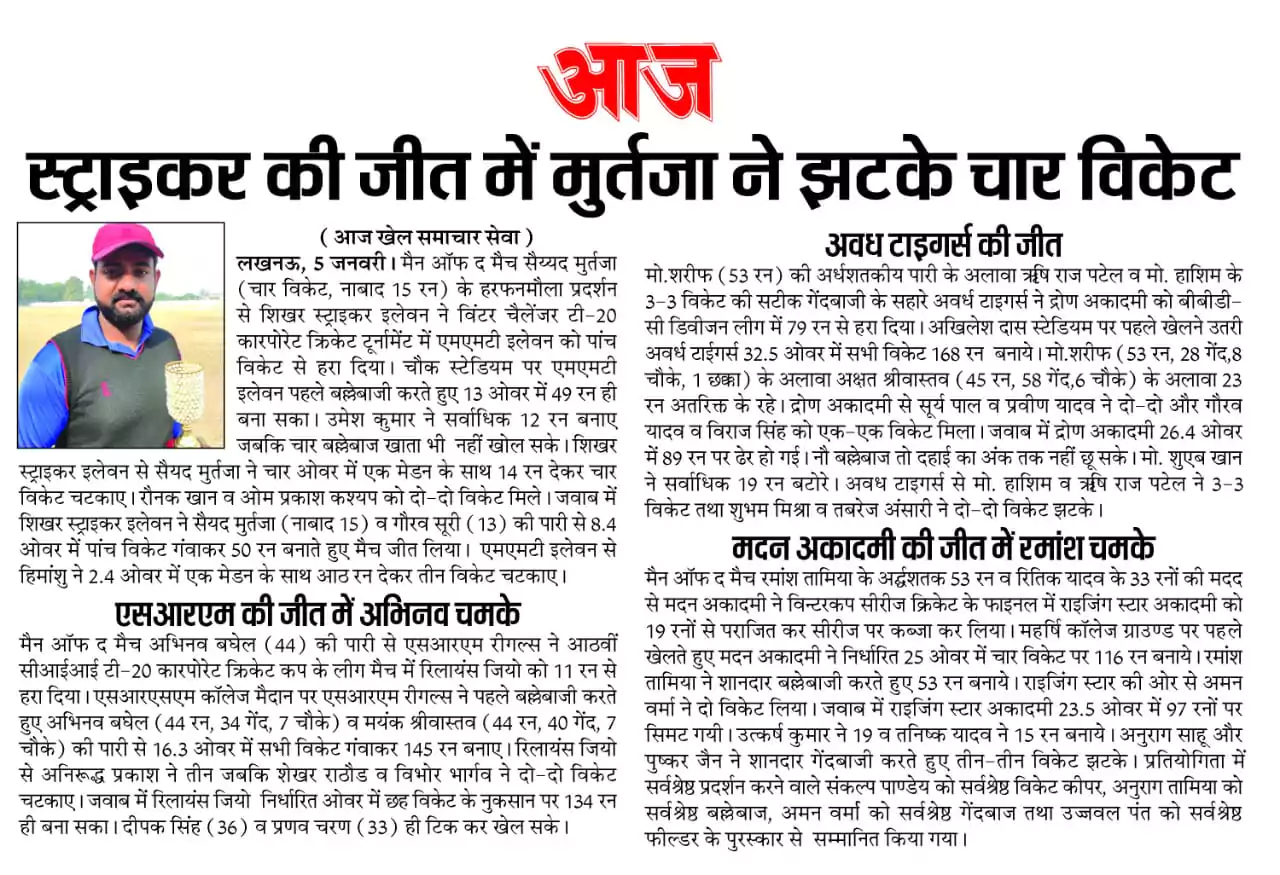 आज
स्ट्राइकर की जीत में मुर्तजा ने झटके चार विकेट
( आज खेल समाचार सेवा )
लखनऊ, 5 जनवरी। मैन ऑफ द मैच सैय्यद मुर्तजा
(चार विकेट, नाबाद 15 रन) के हरफनमौला प्रदर्शन
से शिखर स्ट्राइकर इलेवन ने विंटर चैलेंजर टी-20
कारपोरेट क्रिकेट टूर्नामेंट में एमएमटी इलेवन को पांच
विकेट से हरा दिया। चौक स्टेडियम पर एमएमटी
इलेवन पहले बल्लेबाजी करते हुए 13 ओवर में 49 रन ही
बना सका। उमेश कुमार ने सर्वाधिक 12 रन बनाए
जबकि चार बल्लेबाज खाता भी नहीं खोल सके। शिखर
स्ट्राइकर इलेवन से सैयद मुर्तजा ने चार ओवर में एक मेडन के साथ 14 रन देकर चार
विकेट चटकाए। रौनक खान व ओम प्रकाश कश्यप को दो-दो विकेट मिले। जवाब में
शिखर स्ट्राइकर इलेवन ने सैयद मुर्तजा (नाबाद 15) व गौरव सूरी (13) की पारी से 8.4
ओवर में पांच विकेट गंवाकर 50 रन बनाते हुए मैच जीत लिया। एमएमटी इलेवन से
हिमांशु ने 2.4 ओवर में एक मेडन के साथ आठ रन देकर तीन विकेट चटकाए।
एसआरएम की जीत में अभिनव चमके
मैन ऑफ द मैच अभिनव बघेल (44) की पारी से एसआरएम रीगल्स ने आठवीं
सीआईआई टी-20 कारपोरेट क्रिकेट कप के लीग मैच में रिलायंस जियो को 11 रन से
हरा दिया। एसआरएसएम कॉलेज मैदान पर एसआरएम रीगल्स ने पहले बल्लेबाजी करते
हुए अभिनव बघेल (44 रन, 34 गेंद, 7 चौके) व मयंक श्रीवास्तव (44 रन, 40 गेंद, 7
चौके) की पारी से 16.3 ओवर में सभी विकेट गंवाकर 145 रन बनाए। रिलायंस जियो
से अनिरूद्ध प्रकाश ने तीन जबकि शेखर राठौड व विभोर भार्गव ने दो-दो विकेट
चटकाए। जवाब में रिलायंस जियो निर्धारित ओवर में छह विकेट के नुकसान पर 134 रन
ही बना सका। दीपक सिंह (36) व प्रणव चरण (33) ही टिक कर खेल सके।
अवध टाइगर्स की जीत
मो.शरीफ (53 रन) की अर्धशतकीय पारी के अलावा ऋषि राज पटेल व मो. हाशिम के
3-3 विकेट की सटीक गेंदबाजी के सहारे अवर्ध टाइगर्स ने द्रोण अकादमी को बीबीडी-
सी डिवीजन लीग में 79 रन से हरा दिया। अखिलेश दास स्टेडियम पर पहले खेलने उतरी
अवर्ध टाईगर्स 32.5 ओवर में सभी विकेट 168 रन बनाये। मो.शरीफ (53 रन, 28 गेंद,8
चौके, 1 छक्का) के अलावा अक्षत श्रीवास्तव (45 रन, 58 गेंद,6 चौके) के अलावा 23
रन अतरिक्त के रहे। द्रोण अकादमी से सूर्य पाल व प्रवीण यादव ने दो-दो और गौरव
यादव व विराज सिंह को एक-एक विकेट मिला। जवाब में द्रोण अकादमी 26.4 ओवर
में 89 रन पर ढेर हो गई। नौ बल्लेबाज तो दहाई का अंक तक नहीं छू सके। मो. शुएब खान
ने सर्वाधिक 19 रन बटोरे। अवध टाइगर्स से मो. हाशिम व ऋषि राज पटेल ने 3-3
विकेट तथा शुभम मिश्रा व तबरेज अंसारी ने दो-दो विकेट झटके।
मदन अकादमी की जीत में रमांश चमके
मैन ऑफ द मैच रमांश तामिया के अर्द्धशतक 53 रन व रितिक यादव के 33 रनों की मदद
से मदन अकादमी ने विन्टरकप सीरीज क्रिकेट के फाइनल में राइजिंग स्टार अकादमी को
19 रनों से पराजित कर सीरीज पर कब्जा कर लिया। महर्षि कॉलेज ग्राउण्ड पर पहले
खेलते हुए मदन अकादमी ने निर्धारित 25 ओवर में चार विकेट पर 116 रन बनाये। रमांश
तामिया ने शानदार बल्लेबाजी करते हुए 53 रन बनाये। राइजिंग स्टार की ओर से अमन
वर्मा ने दो विकेट लिया। जवाब में राइजिंग स्टार अकादमी 23.5 ओवर में 97 रनों पर
सिमट गयी। उत्कर्ष कुमार ने 19 व तनिष्क यादव ने 15 रन बनाये। अनुराग साहू और
पुष्कर जैन ने शानदार गेंदबाजी करते हुए तीन-तीन विकेट झटके। प्रतियोगिता में
सर्वश्रेष्ठ प्रदर्शन करने वाले संकल्प पाण्डेय को सर्वश्रेष्ठ विकेट कीपर, अनुराग तामिया को
सर्वश्रेष्ठ बल्लेबाज, अमन वर्मा को सर्वश्रेष्ठ गेंदबाज तथा उज्जवल पंत को सर्वश्रेष्ठ
फील्डर के पुरस्कार से सम्मानित किया गया।